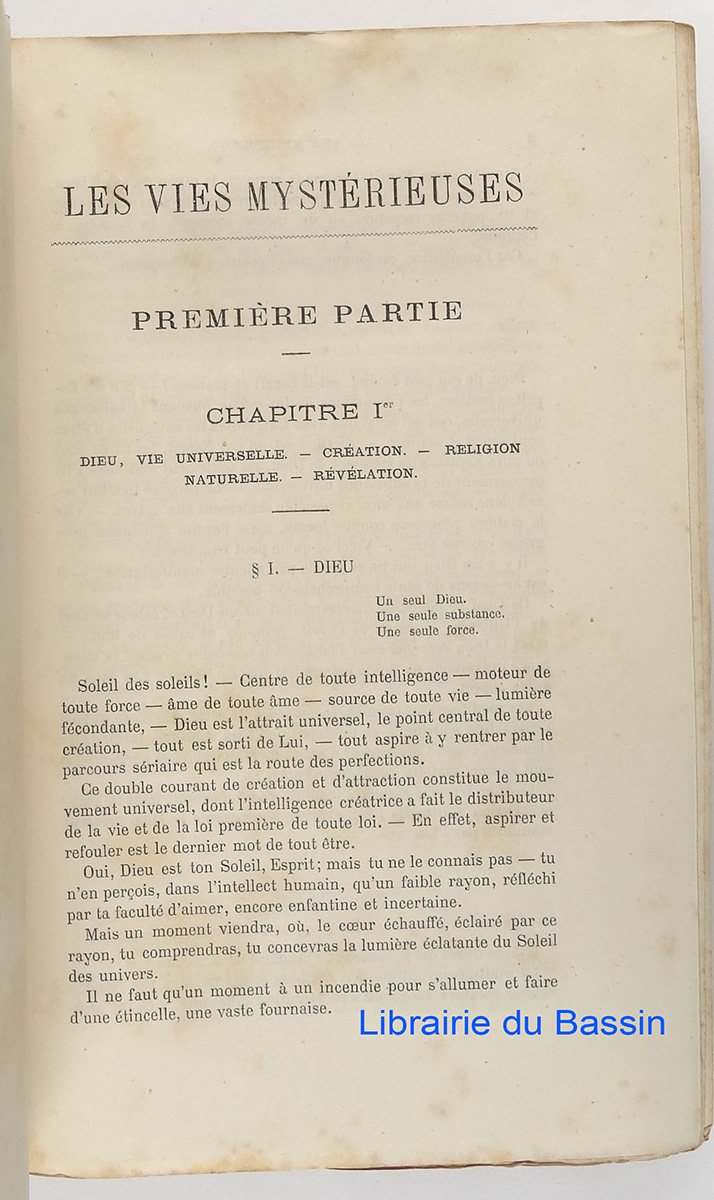 LES VIES MYSTÉRIEUSES
PREMIÈRE PARTIE
CHAPITRE Ier
DIEU, VIE UNIVERSELLE. — CRÉATION. — RELIGION
NATURELLE. — RÉVÉLATION.
§ I. — DIEU
Un seul Dieu.
Une seule substance.
Une seule force.
Soleil des soleils! — Centre de toute intelligence — moteur de
toute force — âme de toute âme — source de toute vie — lumière
fécondante, — Dieu est l'attrait universel, le point central de toute
création, — tout est sorti de Lui, — tout aspire à y rentrer par le
parcours sériaire qui est la route des perfections.
Ce double courant de création et d'attraction constitue le mou-
vement universel, dont l'intelligence créatrice a fait le distributeur
de la vie et de la loi première de toute loi. — En effet, aspirer et
refouler est le dernier mot de tout être.
Oui, Dieu est ton Soleil, Esprit; mais tu ne le connais pas — tu
n'en perçois, dans l'intellect humain, qu'un faible rayon, réfléchi
par ta faculté d'aimer, encore enfantine et incertaine.
Mais un moment viendra, où, le cœur échauffé, éclairé par ce
rayon, tu comprendras, tu concevras la lumière éclatante du Soleil
des univers.
Il ne faut qu'un moment à un incendie pour s'allumer et faire
d'une étincelle, une vaste fournaise.
Librairie du Bassin